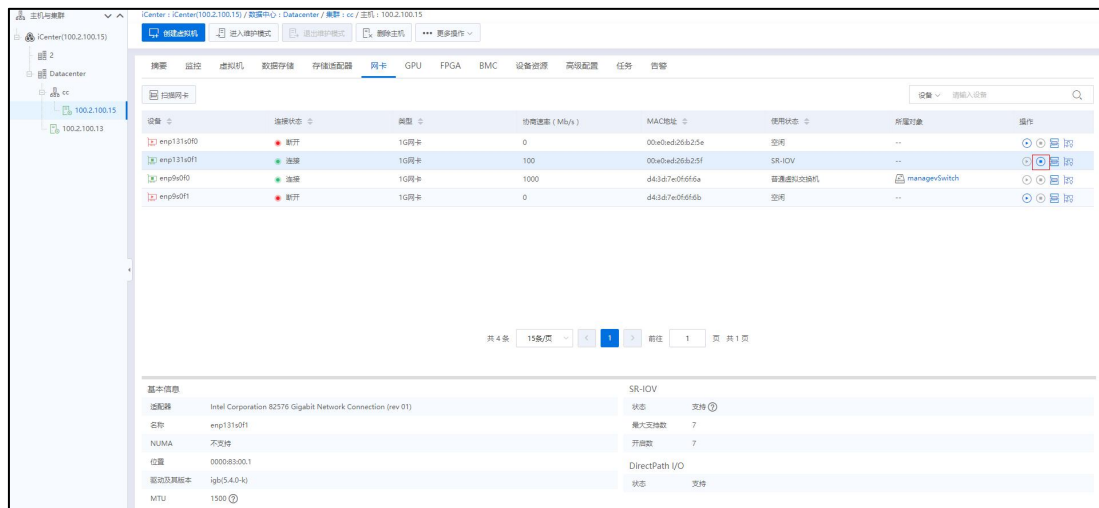 主机与集群
iCenter : iCenter(100.2.100.15) / 数据中心 : Datacenter / 集群 : cc / 主机 : 100.2.100.15
iCenter(100.2.100.15)
2
Datacenter
cc
100.2.100.15
100.2.100.13
创建虚拟机 进入维护模式 退出维护模式 删除主机 ••• 更多操作
摘要 监控 虚拟机 数据存储 存储适配器 网卡 GPU FPGA BMC 设备资源 高级配置 任务 告警
扫描网卡 设备 请输入设备
设备 连接状态 类型 协商速率 ( Mb/s ) MAC地址 使用状态 所属对象 操作
enp131s0f0 断开 1G网卡 0 00:e0:ed:26:b2:5e 空闲 --
enp131s0f1 连接 1G网卡 100 00:e0:ed:26:b2:5f SR-IOV --
enp9s0f0 连接 1G网卡 1000 d4:3d:7e:0f:6f:6a 普通虚拟交换机 managevSwitch
enp9s0f1 断开 1G网卡 0 d4:3d:7e:0f:6f:6b 空闲 --
共 4 条 15条/页 1 前往 1 页 共 1 页
基本信息
适配器 Intel Corporation 82576 Gigabit Network Connection (rev 01)
名称 enp131s0f1
NUMA 不支持
位置 0000:83:00.1
驱动及其版本 igb(5.4.0-k)
MTU 1500
SR-IOV
状态 支持
最大支持数 7
开启数 7
DirectPath I/O
状态 支持